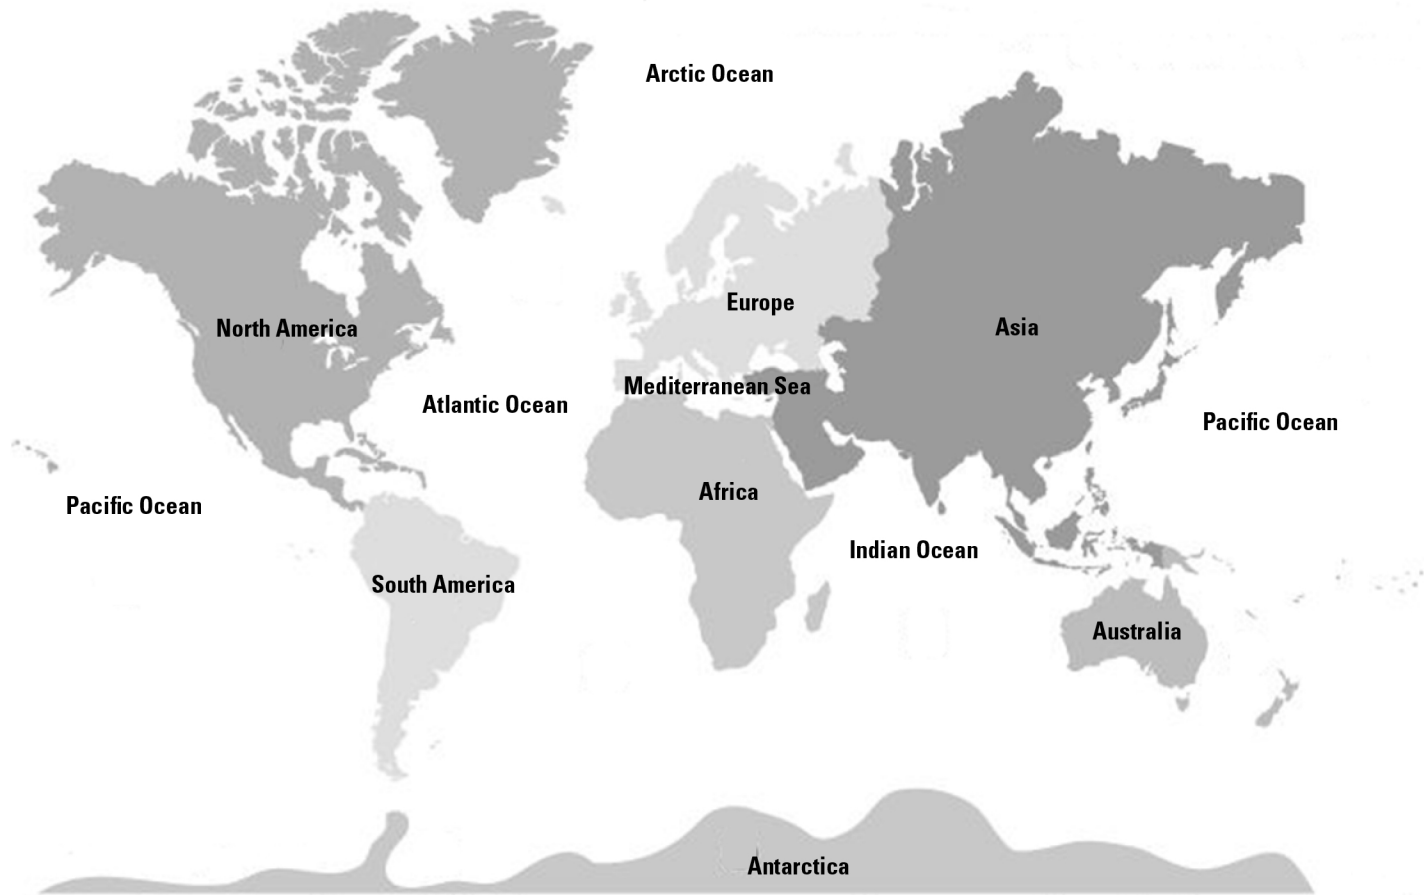 Arctic Ocean
Europe
North America
Asia
Mediterranean Sea
Atlantic Ocean
Pacific Ocean
Africa
Pacific Ocean
Indian Ocean
South America
Australia
Antarctica